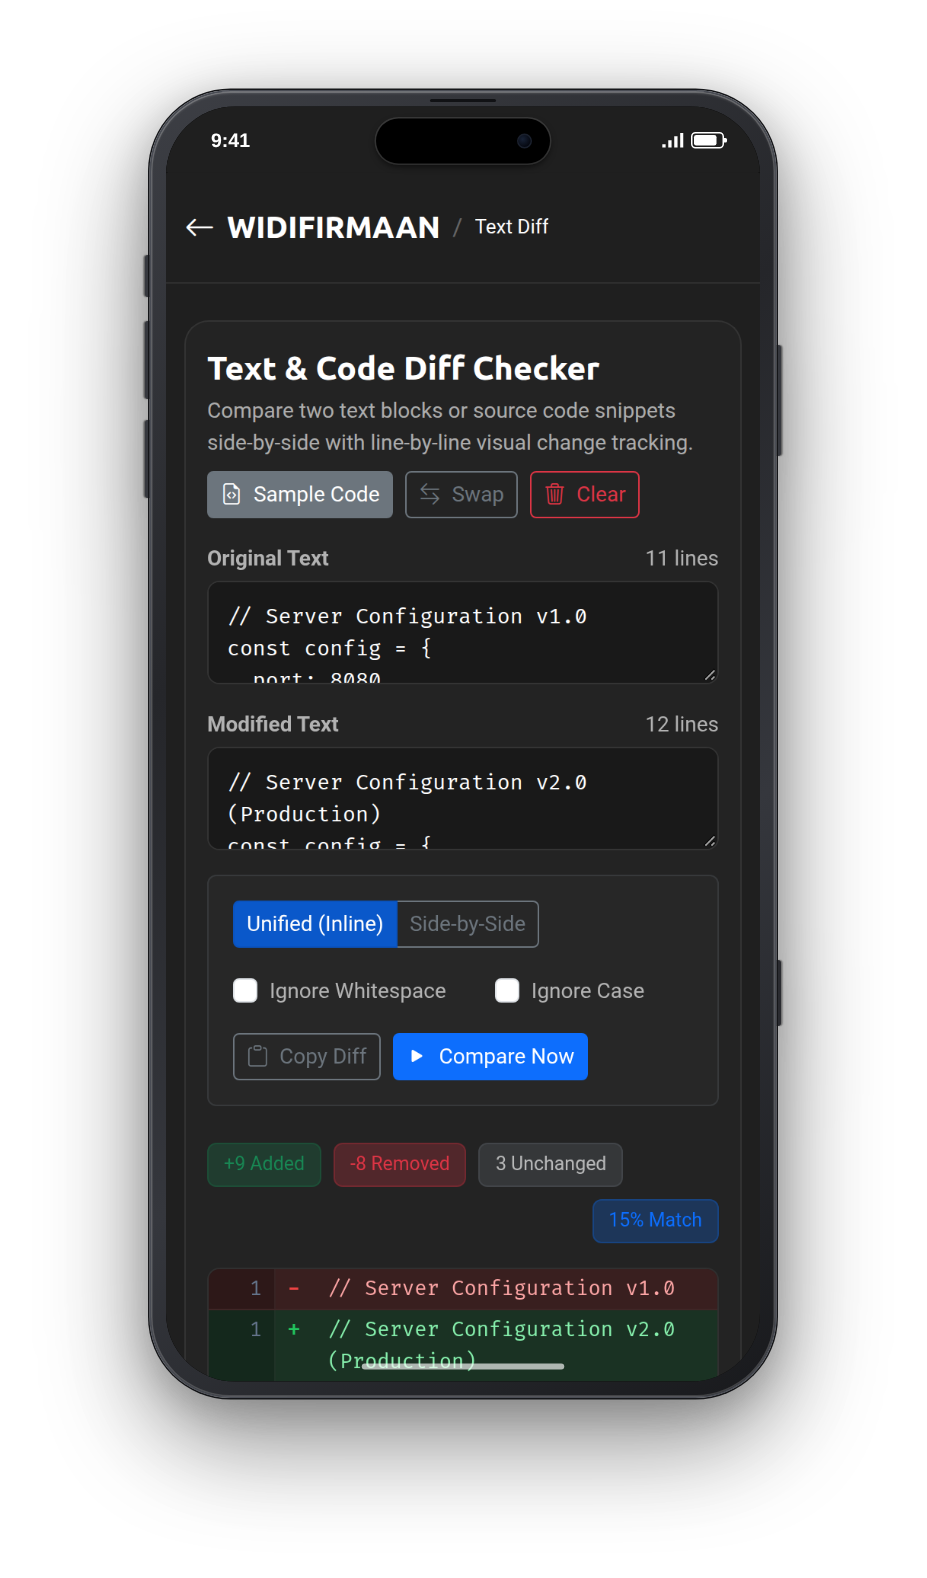 9:41
WIDIFIRMAAN / Text Diff
Text & Code Diff Checker
Compare two text blocks or source code snippets
side-by-side with line-by-line visual change tracking.
Sample Code Swap Clear
Original Text 11 lines
// Server Configuration v1.0
const config = {
port: 8080
Modified Text 12 lines
// Server Configuration v2.0
(Production)
const config = {
Unified (Inline) Side-by-Side
Ignore Whitespace Ignore Case
Copy Diff Compare Now
+9 Added -8 Removed 3 Unchanged
15% Match
1 - // Server Configuration v1.0
1 + // Server Configuration v2.0
(Production)